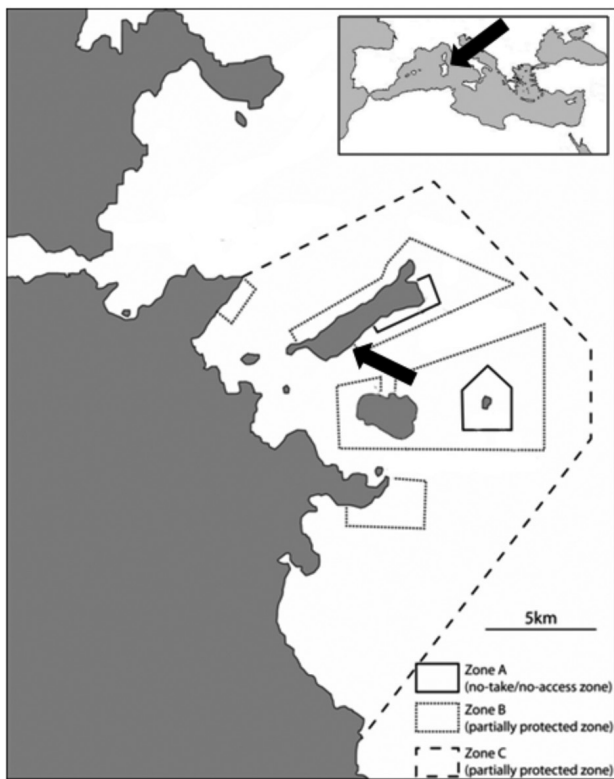 5km
Zone A
(no-take/no-access zone)
Zone B
(partially protected zone)
Zone C
(partially protected zone)